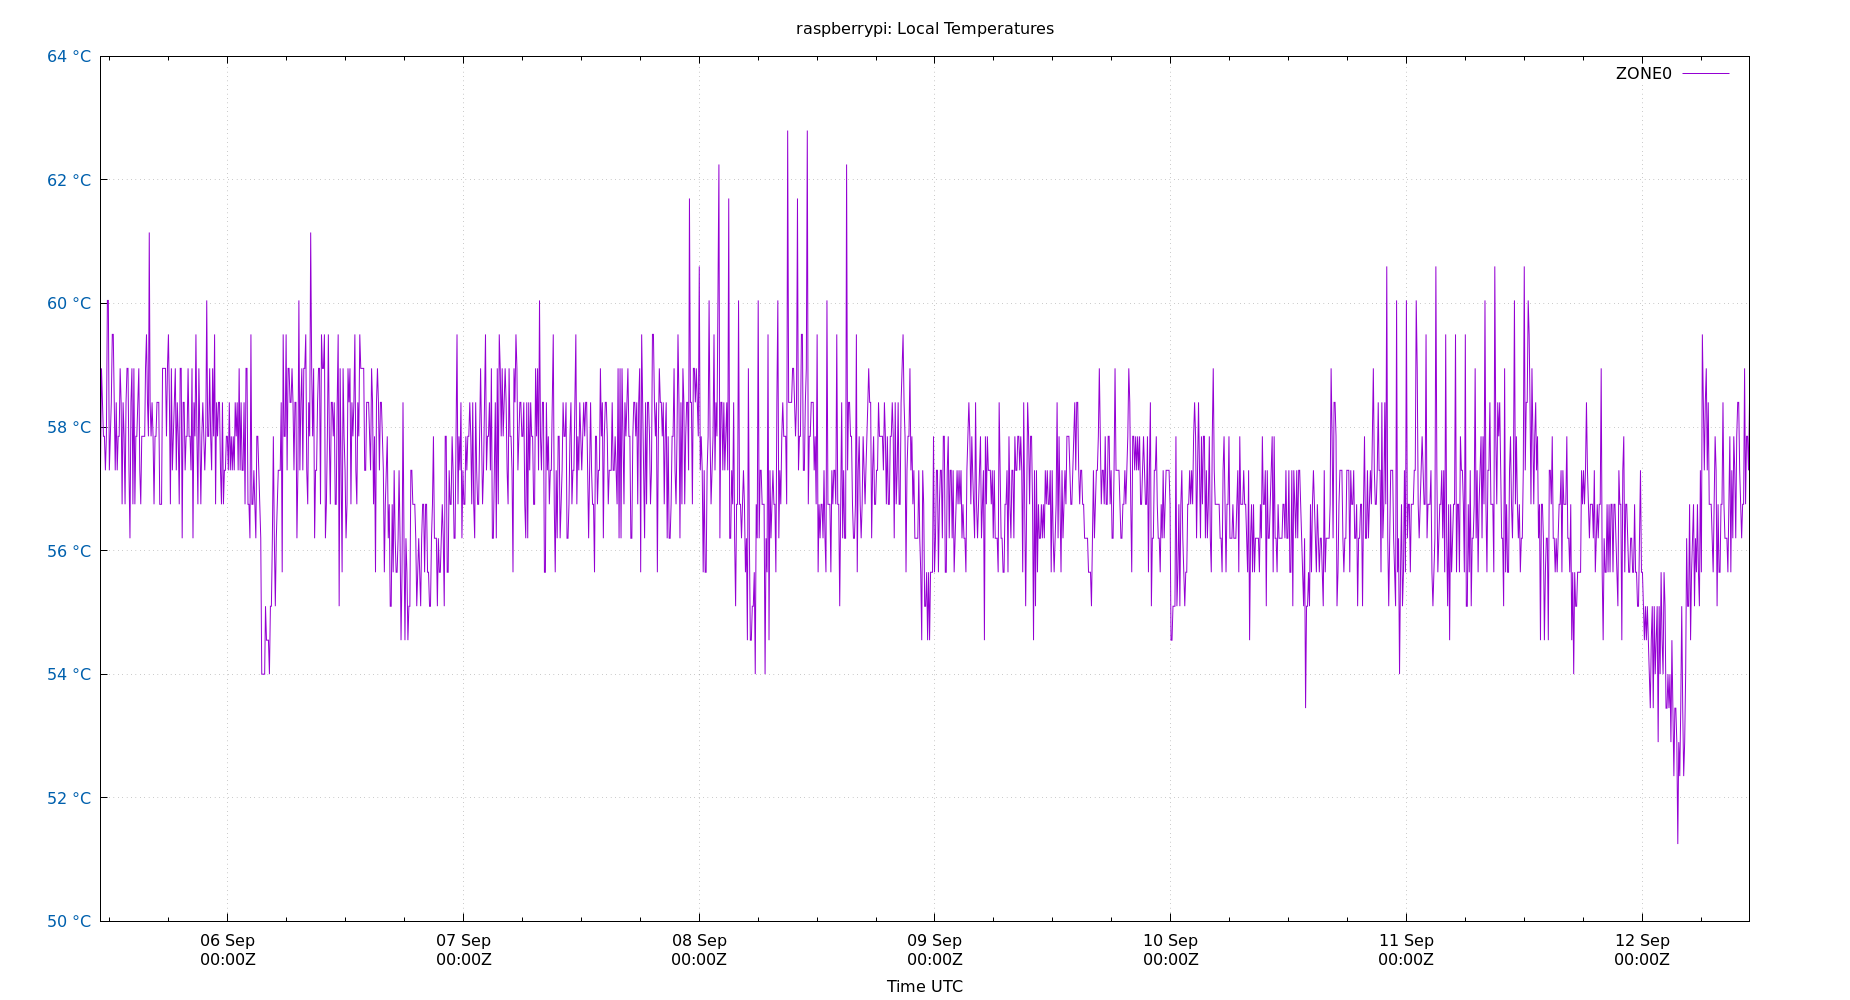 raspberrypi: Local Temperatures
64 °C
ZONE0
62 °C
60 °C
58 °C
56 °C
54 °C
52 °C
50 °C
06 Sep 07 Sep 08 Sep 09 Sep 10 Sep 11 Sep 12 Sep
00:00Z 00:00Z 00:00Z 00:00Z 00:00Z 00:00Z 00:00Z
Time UTC